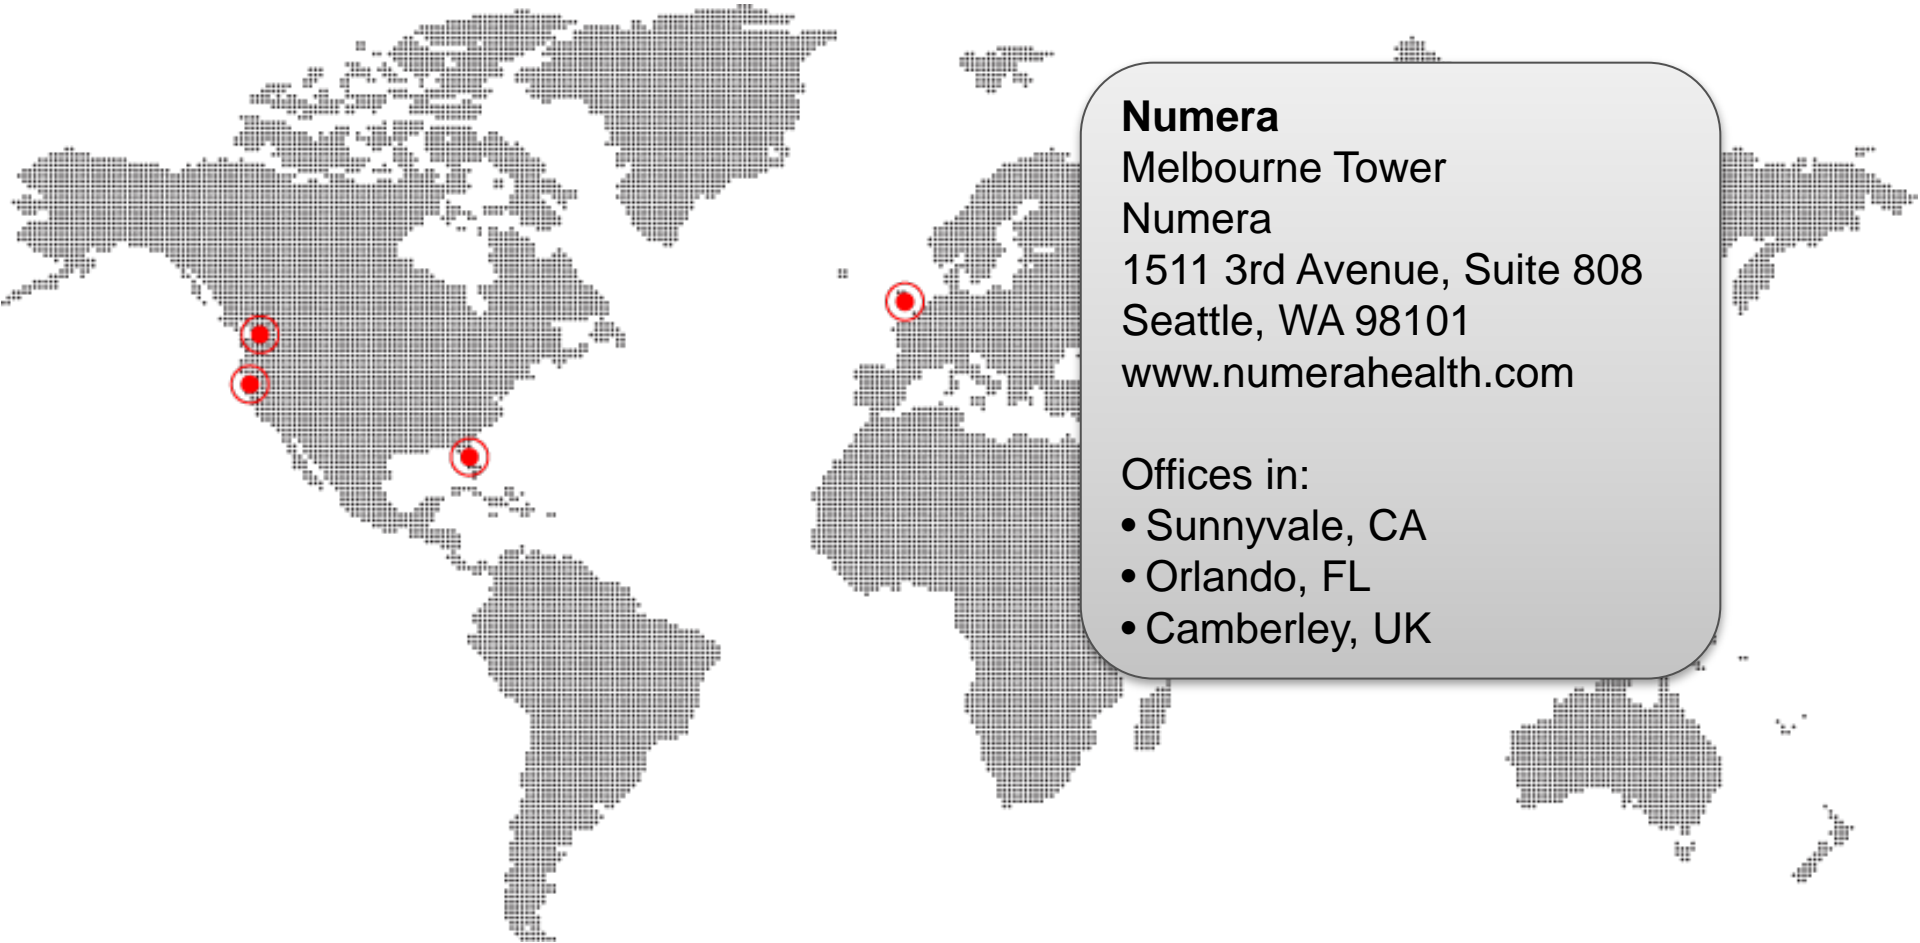 Numera
Melbourne Tower
Numera
1511 3rd Avenue, Suite 808
Seattle, WA 98101
www.numerahealth.com
Offices in:
• Sunnyvale, CA
• Orlando, FL
• Camberley, UK